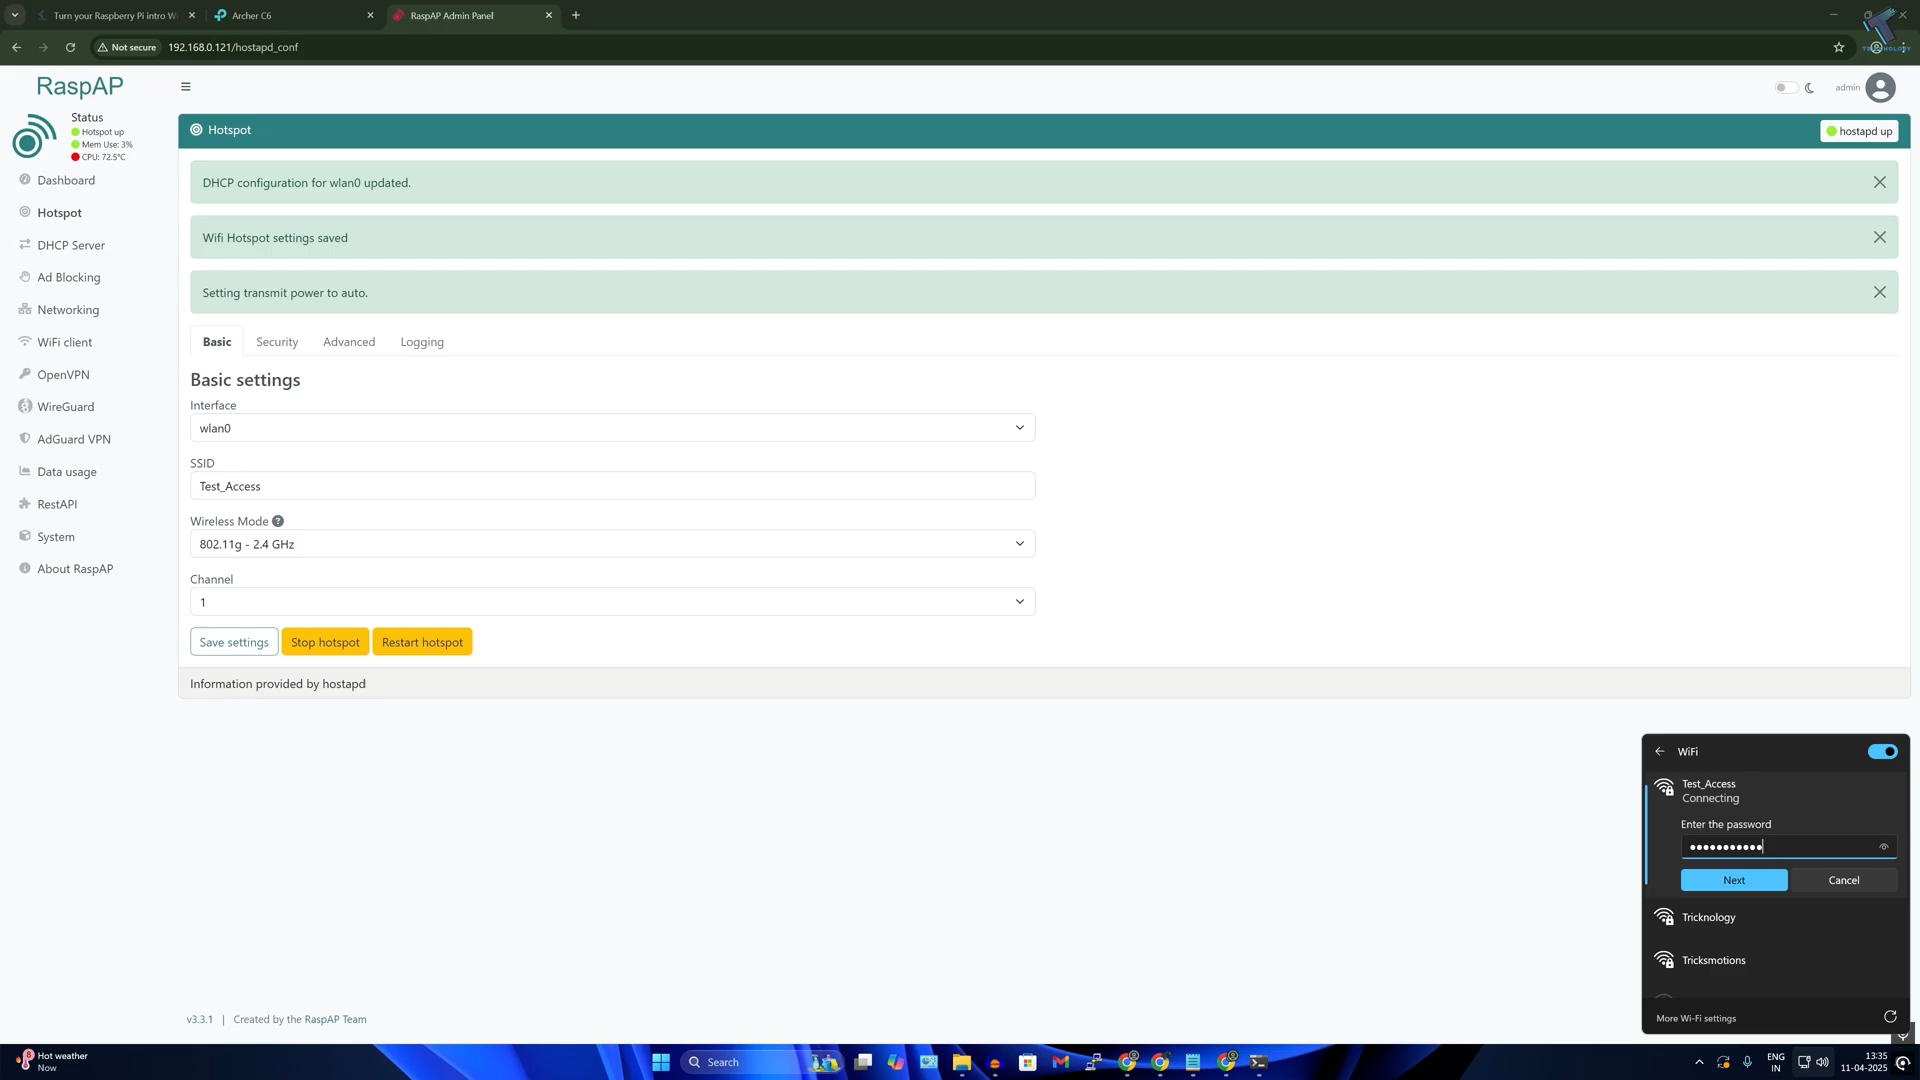 Turn your Raspberry Pi intro Wi
Archer C6
RaspAP Admin Panel
Not secure
192.168.0.121/hostapd_conf
RaspAP
admin
Status
Hotspot up
Mem Use: 3%
CPU: 72.5°C
Dashboard
Hotspot
DHCP Server
Ad Blocking
Networking
WiFi client
OpenVPN
WireGuard
AdGuard VPN
Data usage
RestAPI
System
About RaspAP
Hotspot
hostapd up
DHCP configuration for wlan0 updated.
Wifi Hotspot settings saved
Setting transmit power to auto.
Basic
Security
Advanced
Logging
Basic settings
Interface
wlan0
SSID
Test_Access
Wireless Mode
802.11g - 2.4 GHz
Channel
1
Save settings
Stop hotspot
Restart hotspot
Information provided by hostapd
v3.3.1 | Created by the RaspAP Team
WiFi
Test_Access
Connecting
Enter the password
Next
Cancel
Tricknology
Tricksmotions
More Wi-Fi settings
Hot weather
Now
Search
ENG
IN
13:35
11-04-2025